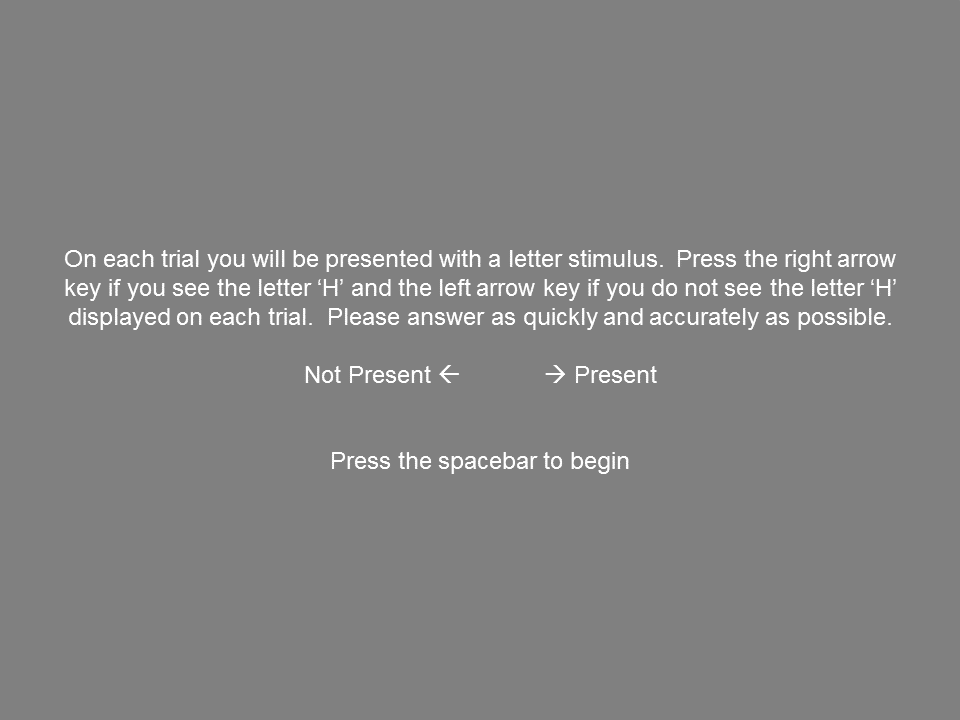 On each trial you will be presented with a letter stimulus.  Press the right arrow
key if you see the letter ‘H’ and the left arrow key if you do not see the letter ‘H’
displayed on each trial.  Please answer as quickly and accurately as possible.
Not Present ← → Present
Press the spacebar to begin